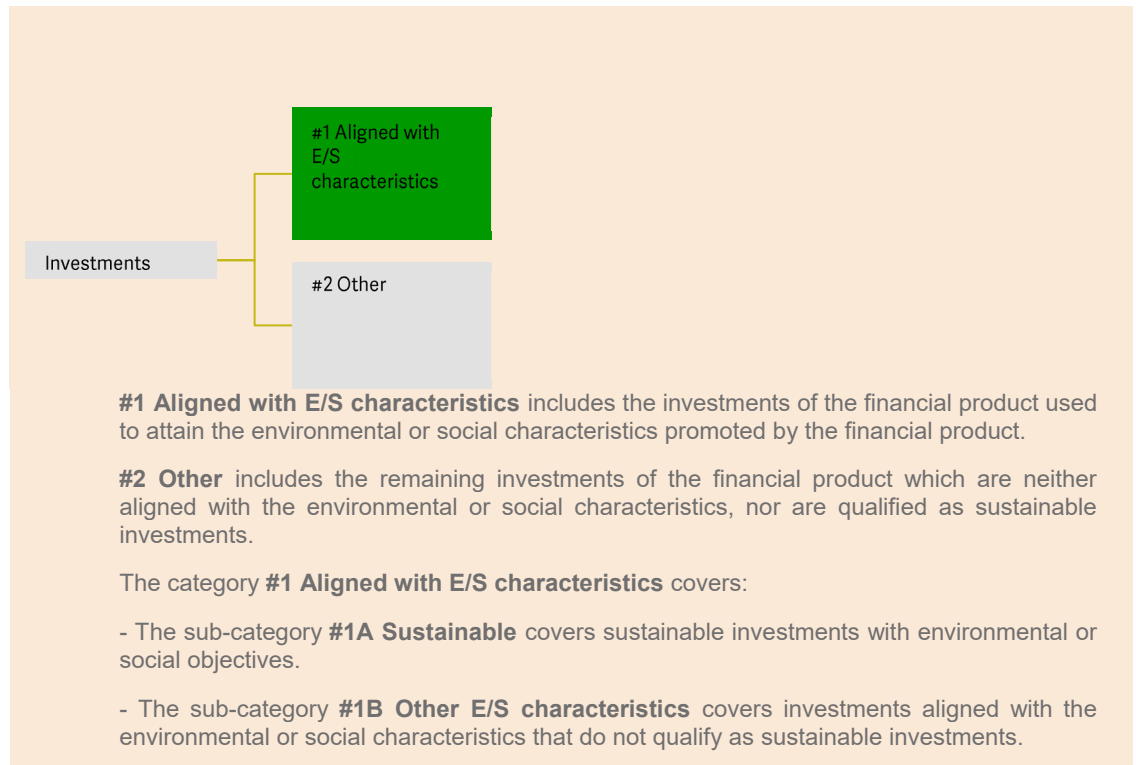 #1 Aligned with
E/S
characteristics
Investments
#2 Other
#1 Aligned with E/S characteristics includes the investments of the financial product used
to attain the environmental or social characteristics promoted by the financial product.
#2 Other includes the remaining investments of the financial product which are neither
aligned with the environmental or social characteristics, nor are qualified as sustainable
investments.
The category #1 Aligned with E/S characteristics covers:
- The sub-category #1A Sustainable covers sustainable investments with environmental or
social objectives.
- The sub-category #1B Other E/S characteristics covers investments aligned with the
environmental or social characteristics that do not qualify as sustainable investments.